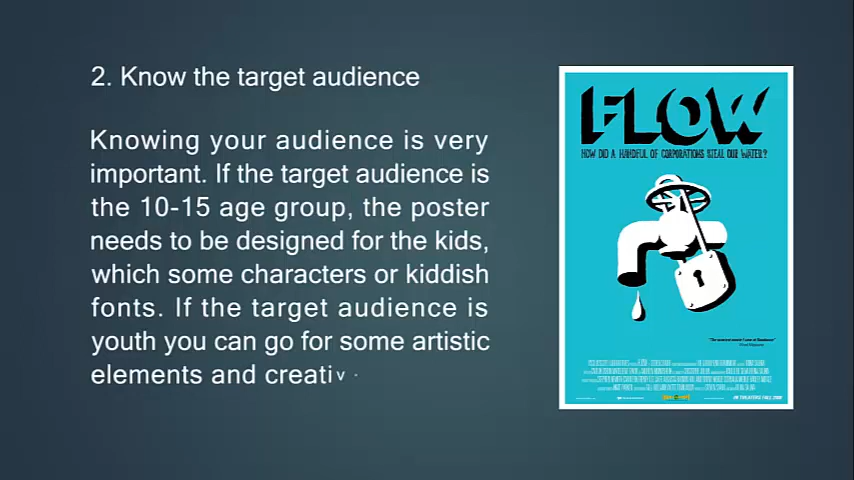 2. Know the target audience
Knowing your audience is very
important. If the target audience is
the 10-15 age group, the poster
needs to be designed for the kids,
which some characters or kiddish
fonts. If the target audience is
youth you can go for some artistic
elements and creativ
FLOW
HOW DID A HANDFUL OF CORPORATIONS STEAL OUR WATER?
IN THEATERS FALL 2008